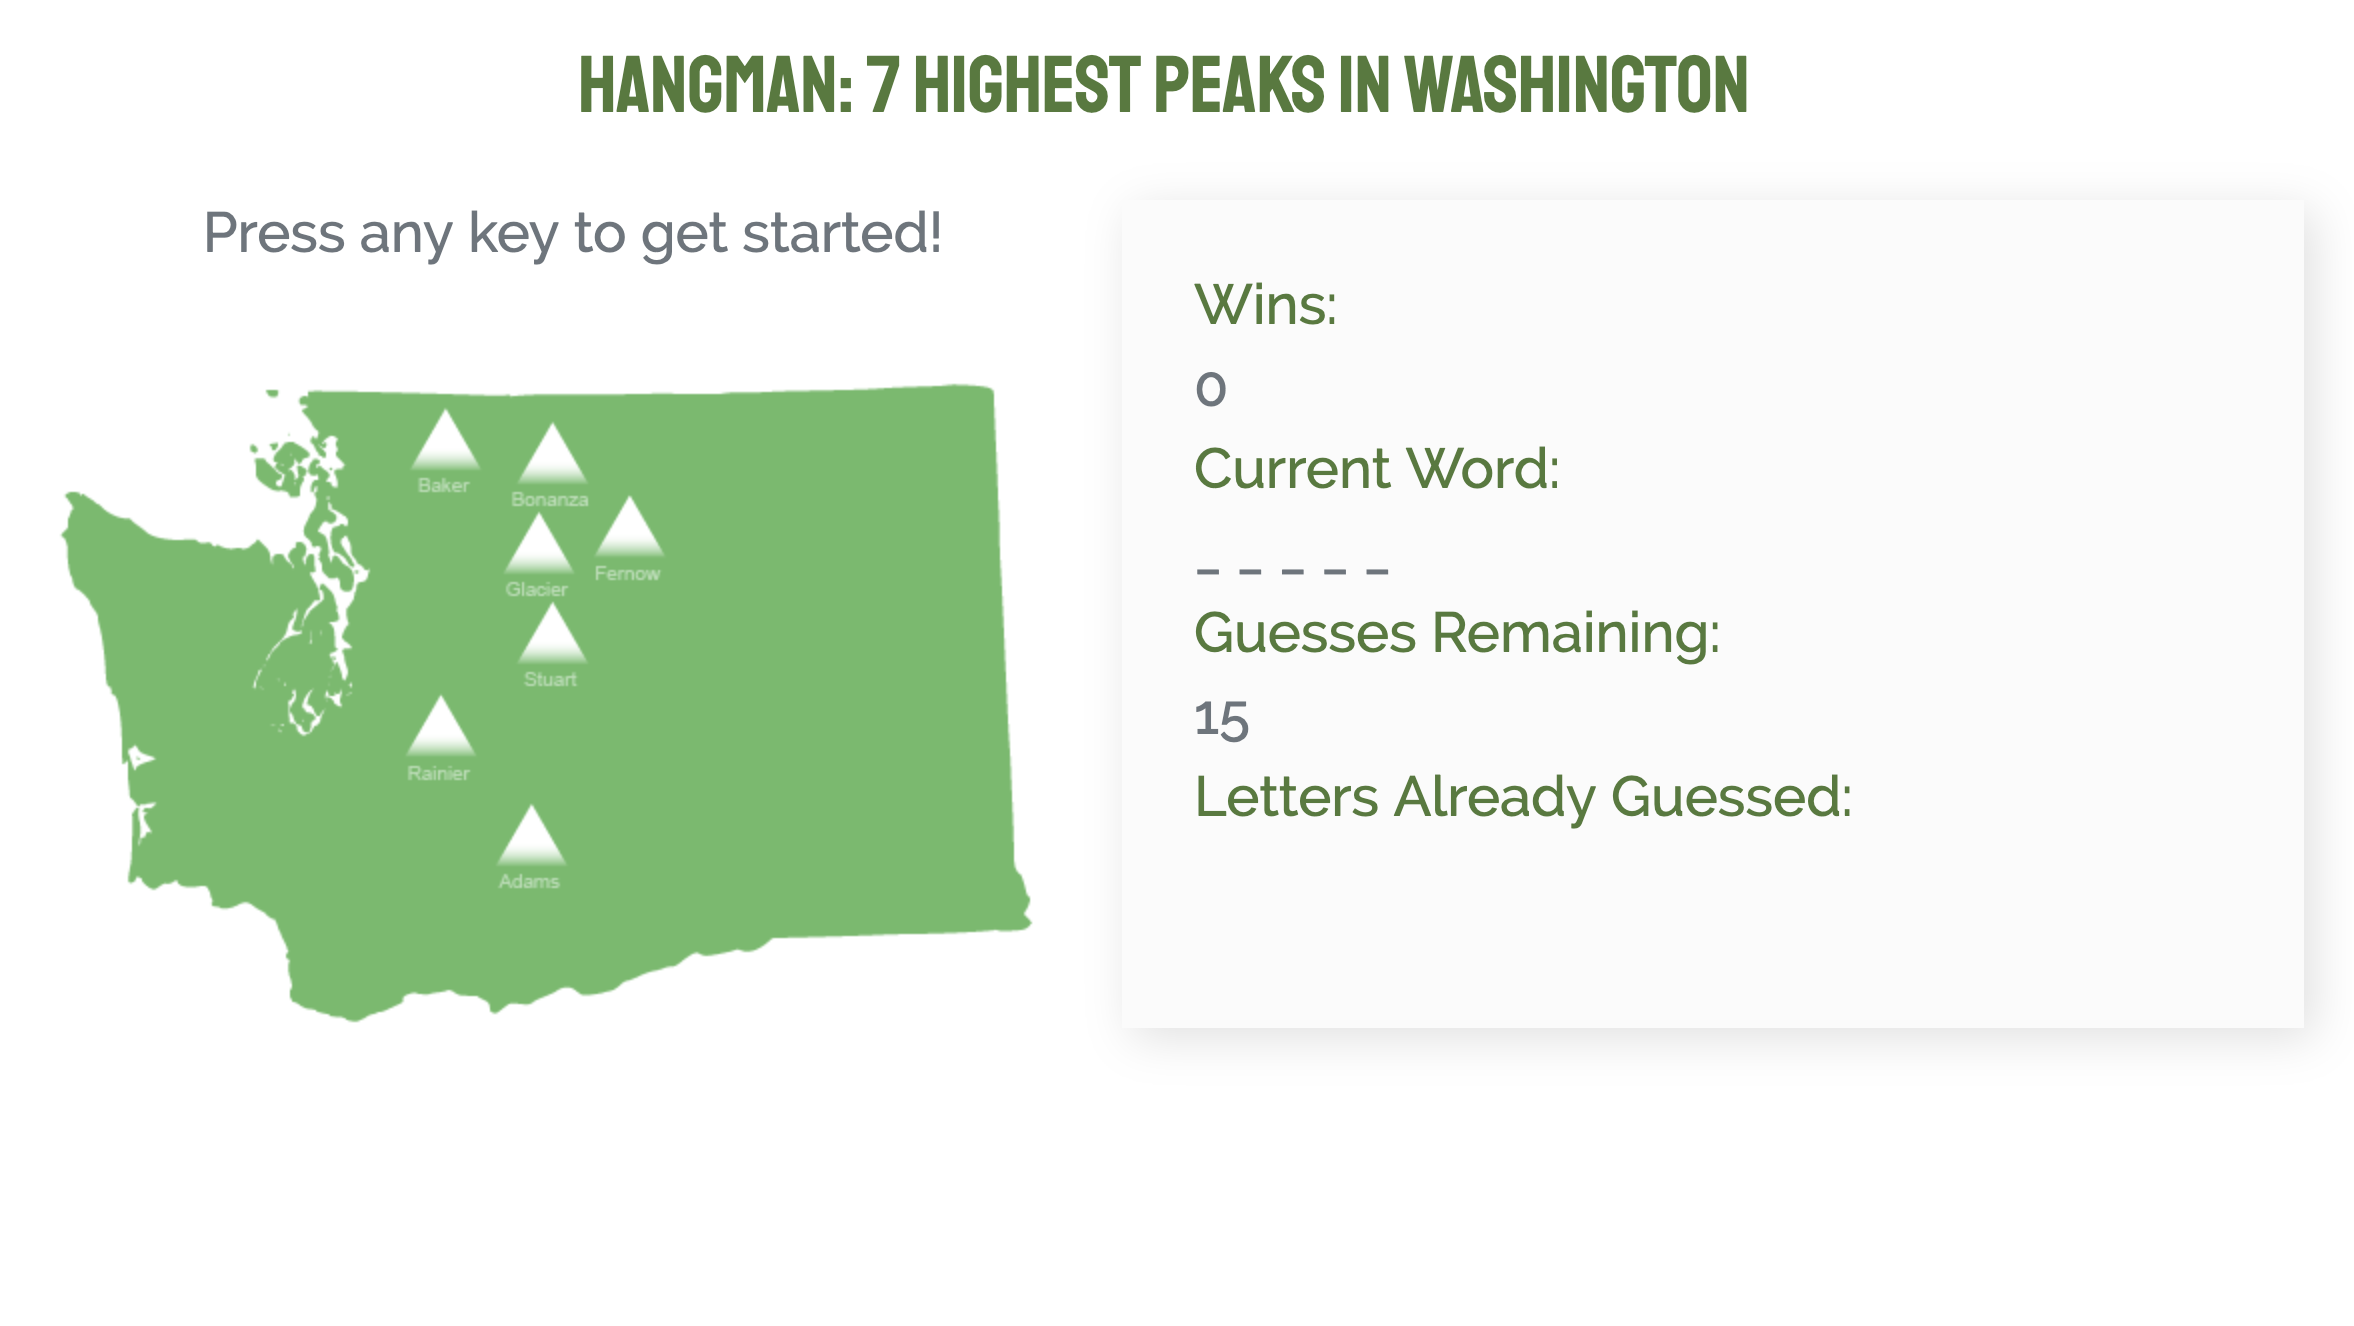 HANGMAN: 7 HIGHEST PEAKS IN WASHINGTON
Press any key to get started!
Baker
Bonanza
Glacier
Fernow
Stuart
Rainier
Adams
Wins:
0
Current Word:
_ _ _ _ _
Guesses Remaining:
15
Letters Already Guessed: